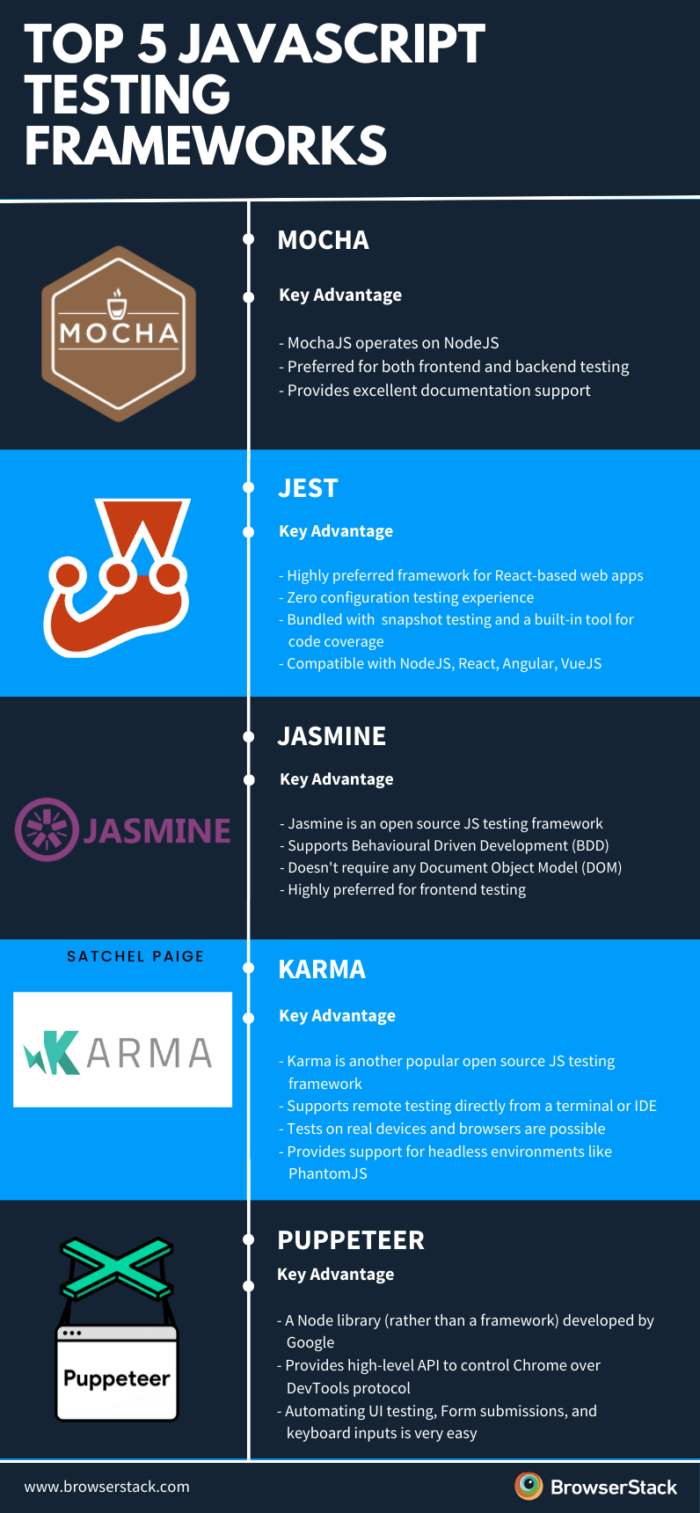 TOP 5 JAVASCRIPT
TESTING
FRAMEWORKS
MOCHA
MOCHA
Key Advantage
- MochaJS operates on NodeJS
- Preferred for both frontend and backend testing
- Provides excellent documentation support
JEST
Key Advantage
- Highly preferred framework for React-based web apps
- Zero configuration testing experience
- Bundled with  snapshot testing and a built-in tool for
code coverage
- Compatible with NodeJS, React, Angular, VueJS
JASMINE
JASMINE
Key Advantage
- Jasmine is an open source JS testing framework
- Supports Behavioural Driven Development (BDD)
- Doesn't require any Document Object Model (DOM)
- Highly preferred for frontend testing
SATCHEL PAIGE
KARMA
KARMA
Key Advantage
- Karma is another popular open source JS testing
framework
- Supports remote testing directly from a terminal or IDE
- Tests on real devices and browsers are possible
- Provides support for headless environments like
PhantomJS
Puppeteer
PUPPETEER
Key Advantage
- A Node library (rather than a framework) developed by
Google
- Provides high-level API to control Chrome over
DevTools protocol
- Automating UI testing, Form submissions, and
keyboard inputs is very easy
www.browserstack.com
BrowserStack